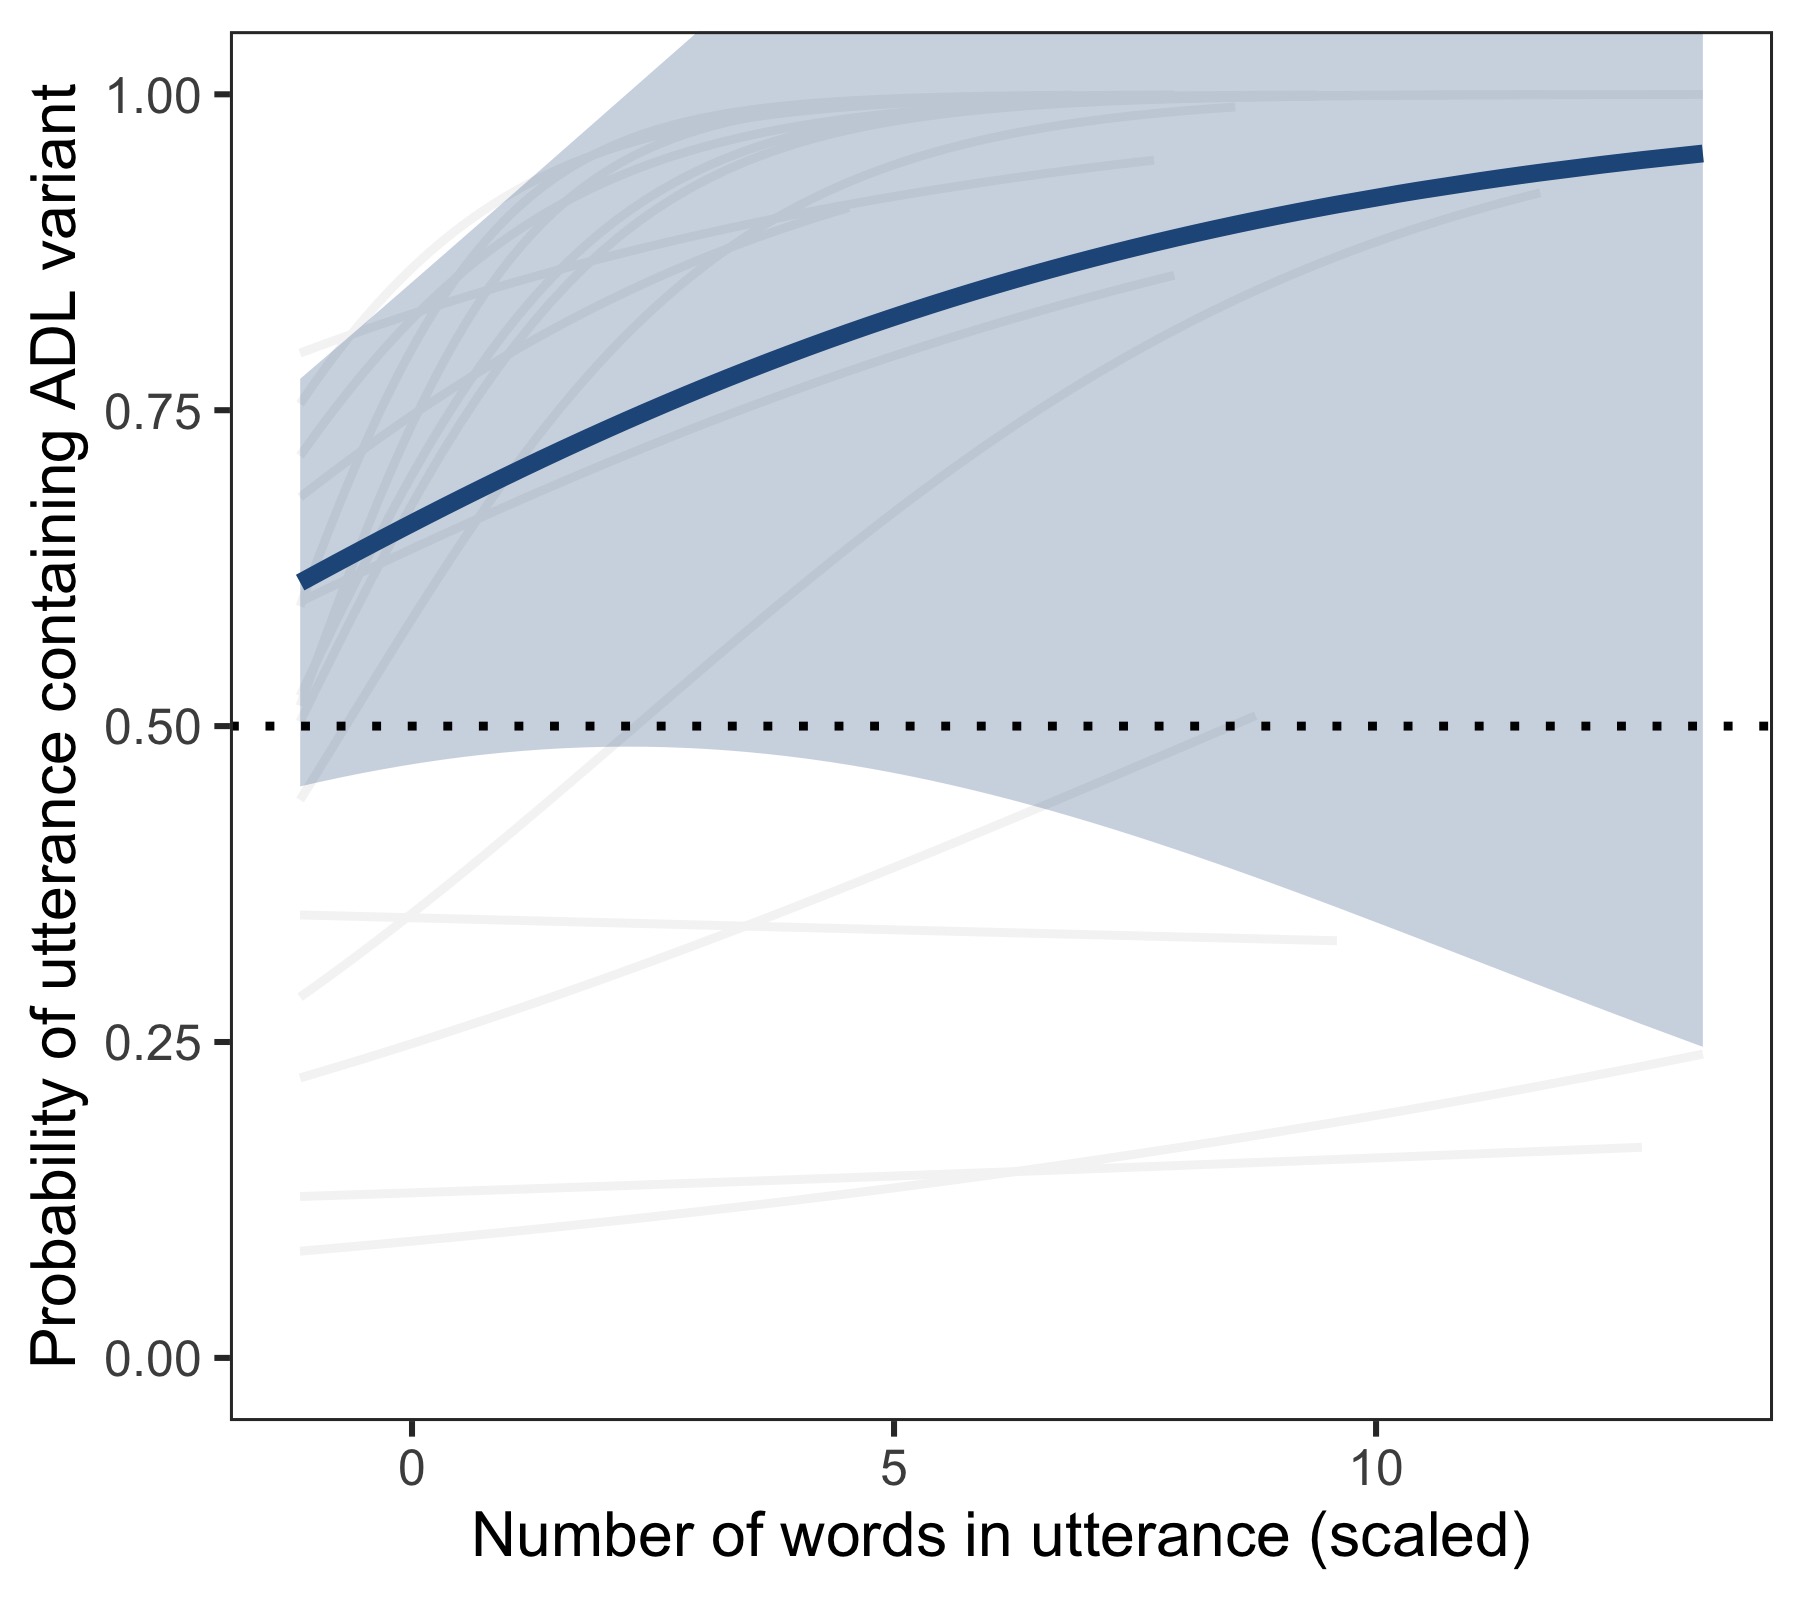 Probability of utterance containing ADL variant
1.00
0.75
0.50
0.25
0.00
0 5 10
Number of words in utterance (scaled)